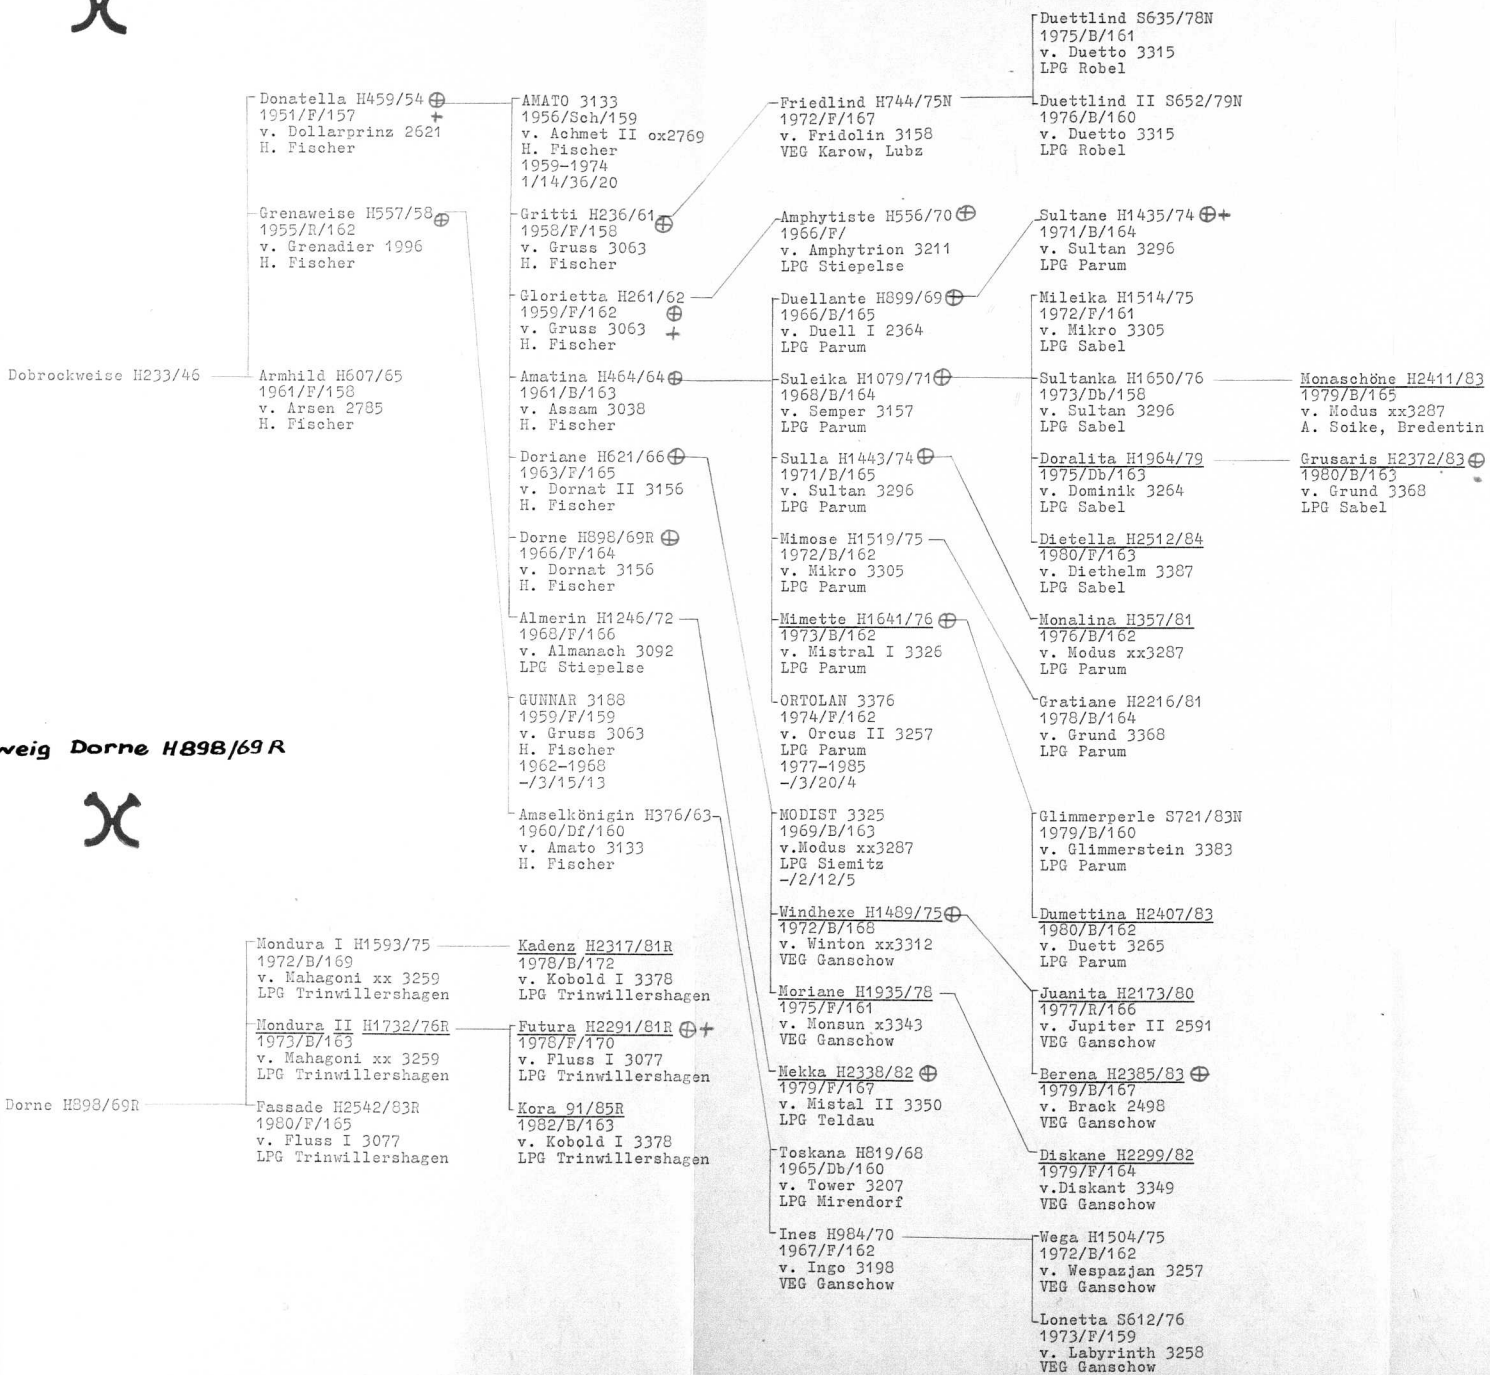 Dobrockweise H233/46
Donatella H459/54
1951/F/157
v. Dollarprinz 2621
H. Fischer
Grenaweise H557/58
1955/R/162
v. Grenadier 1996
H. Fischer
Armhild H607/65
1961/F/158
v. Arsen 2785
H. Fischer
AMATO 3133
1956/Sch/159
v. Achmet II ox2769
H. Fischer
1959-1974
1/14/36/20
Gritti H236/61
1958/F/158
v. Gruss 3063
H. Fischer
Glorietta H261/62
1959/F/162
v. Gruss 3063
H. Fischer
Amatina H464/64
1961/B/163
v. Assam 3038
H. Fischer
Doriane H621/66
1963/F/165
v. Dornat II 3156
H. Fischer
Dorne H898/69R
1966/F/164
v. Dornat 3156
H. Fischer
Almerin H1246/72
1968/F/166
v. Almanach 3092
LPG Stiepelse
GUNNAR 3188
1959/F/159
v. Gruss 3063
H. Fischer
1962-1968
-/3/15/13
Amselkönigin H376/63
1960/Df/160
v. Amato 3133
H. Fischer
Friedlind H744/75N
1972/F/167
v. Fridolin 3158
VEG Karow, Lubz
Amphytiste H556/70
1966/F/
v. Amphytrion 3211
LPG Stiepelse
Duellante H899/69
1966/B/165
v. Duell I 2364
LPG Parum
Suleika H1079/71
1968/B/164
v. Semper 3157
LPG Parum
Sulla H1443/74
1971/B/165
v. Sultan 3296
LPG Parum
Mimose H1519/75
1972/B/162
v. Mikro 3305
LPG Parum
Mimette H1641/76
1973/B/162
v. Mistral I 3326
LPG Parum
ORTOLAN 3376
1974/F/162
v. Orcus II 3257
LPG Parum
1977-1985
-/3/20/4
MODIST 3325
1969/B/163
v.Modus xx3287
LPG Siemitz
-/2/12/5
Windhexe H1489/75
1972/B/168
v. Winton xx3312
VEG Ganschow
Moriane H1935/78
1975/F/161
v. Monsun x3343
VEG Ganschow
Mekka H2338/82
1979/F/167
v. Mistal II 3350
LPG Teldau
Toskana H819/68
1965/Db/160
v. Tower 3207
LPG Mirendorf
Ines H984/70
1967/F/162
v. Ingo 3198
VEG Ganschow
Duettlind S635/78N
1975/B/161
v. Duetto 3315
LPG Robel
Duettlind II S652/79N
1976/B/160
v. Duetto 3315
LPG Robel
Sultane H1435/74
1971/B/164
v. Sultan 3296
LPG Parum
Mileika H1514/75
1972/F/161
v. Mikro 3305
LPG Sabel
Sultanka H1650/76
1973/Db/158
v. Sultan 3296
LPG Sabel
Doralita H1964/79
1975/Db/163
v. Dominik 3264
LPG Sabel
Dietella H2512/84
1980/F/163
v. Diethelm 3387
LPG Sabel
Monalina H357/81
1976/B/162
v. Modus xx3287
LPG Parum
Gratiane H2216/81
1978/B/164
v. Grund 3368
LPG Parum
Glimmerperle S721/83N
1979/B/160
v. Glimmerstein 3383
LPG Parum
Dumettina H2407/83
1980/B/162
v. Duett 3265
LPG Parum
Juanita H2173/80
1977/R/166
v. Jupiter II 2591
VEG Ganschow
Berena H2385/83
1979/B/167
v. Brack 2498
VEG Ganschow
Diskane H2299/82
1979/F/164
v.Diskant 3349
VEG Ganschow
Wega H1504/75
1972/B/162
v. Wespazjan 3257
VEG Ganschow
Lonetta S612/76
1973/F/159
v. Labyrinth 3258
VEG Ganschow
Monaschöne H2411/83
1979/B/165
v. Modus xx3287
A. Soike, Bredentin
Grusaris H2372/83
1980/B/163
v. Grund 3368
LPG Sabel
weig Dorne H898/69 R
Dorne H898/69R
Mondura I H1593/75
1972/B/169
v. Mahagoni xx 3259
LPG Trinwillershagen
Mondura II H1732/76R
1973/B/163
v. Mahagoni xx 3259
LPG Trinwillershagen
Fassade H2542/83R
1980/F/165
v. Fluss I 3077
LPG Trinwillershagen
Kadenz H2317/81R
1978/B/172
v. Kobold I 3378
LPG Trinwillershagen
Futura H2291/81R
1978/F/170
v. Fluss I 3077
LPG Trinwillershagen
Kora 91/85R
1982/B/163
v. Kobold I 3378
LPG Trinwillershagen